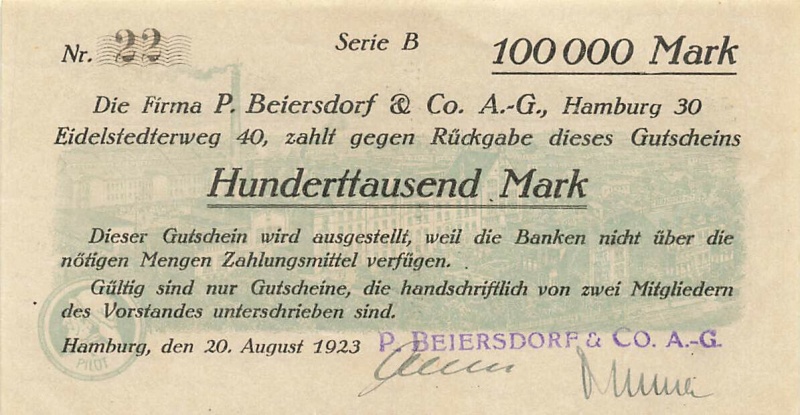 Nr. 22
Serie B
100 000 Mark
Die Firma P. Beiersdorf & Co. A.-G., Hamburg 30
Eidelstedterweg 40, zahlt gegen Rückgabe dieses Gutscheins
Hunderttausend Mark
Dieser Gutschein wird ausgestellt, weil die Banken nicht über die
nötigen Mengen Zahlungsmittel verfügen.
Gültig sind nur Gutscheine, die handschriftlich von zwei Mitgliedern
des Vorstandes unterschrieben sind.
Hamburg, den 20. August 1923
P. BEIERSDORF & CO. A.-G.
PILOT